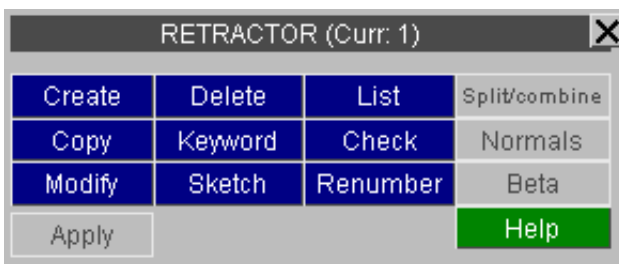 RETRACTOR (Curr: 1)
Create Delete List Split/combine
Copy Keyword Check Normals
Modify Sketch Renumber Beta
Apply Help